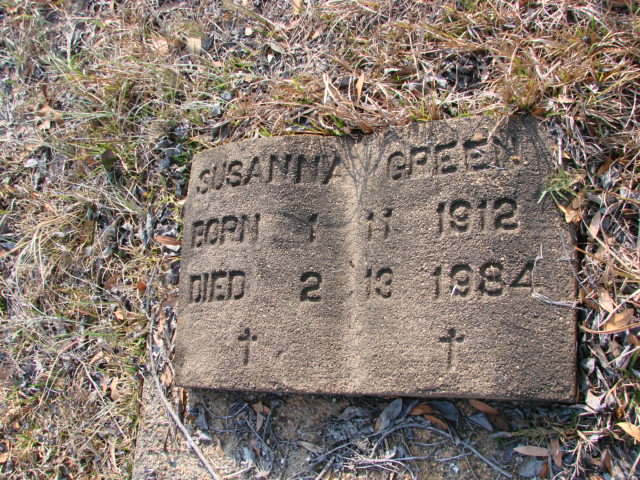 SUSANNA GREEN
BORN 1 11 1912
DIED 2 13 1984